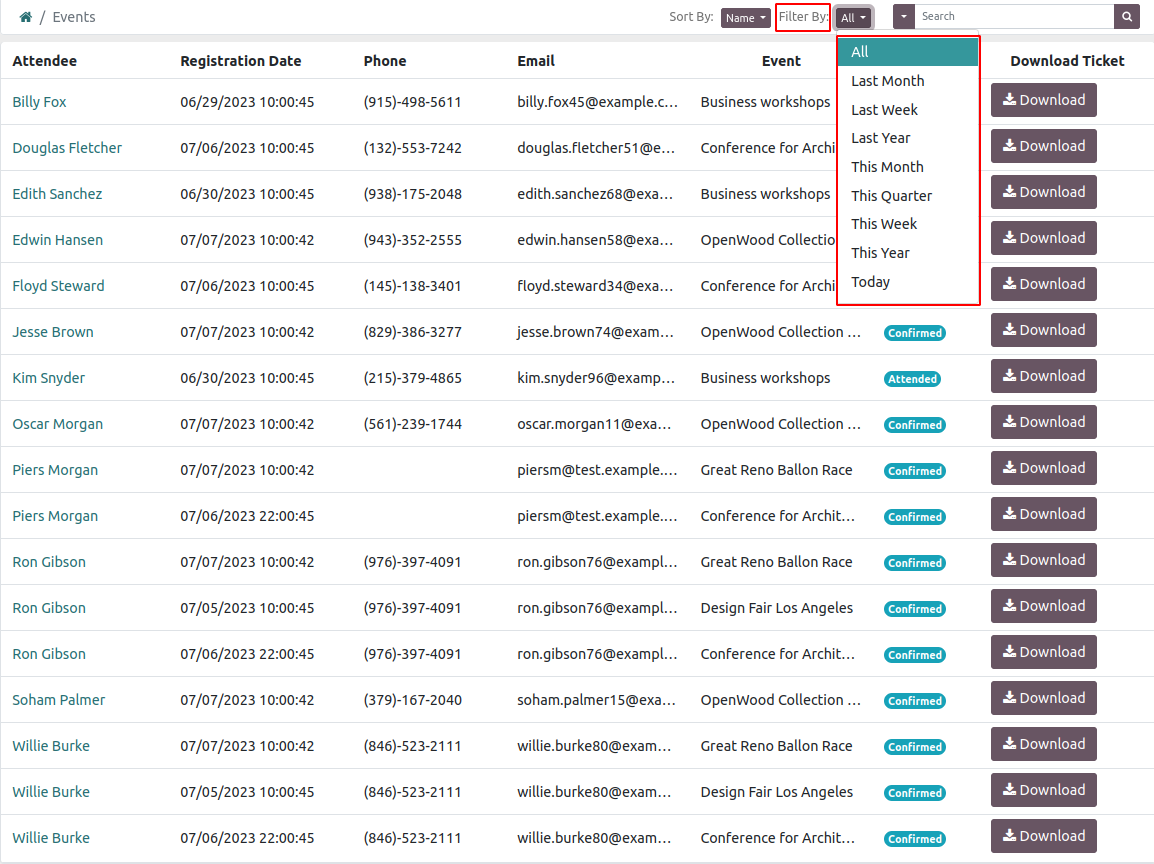 / Events Sort By: Name Filter By: All Search
Attendee Registration Date Phone Email Event Download Ticket
All
Billy Fox 06/29/2023 10:00:45 (915)-498-5611 billy.fox45@example.c... Business workshops Download
Last Month
Last Week
Douglas Fletcher 07/06/2023 10:00:45 (132)-553-7242 douglas.fletcher51@e... Conference for Archi Last Year Download
This Month
Edith Sanchez 06/30/2023 10:00:45 (938)-175-2048 edith.sanchez68@exa... Business workshops This Quarter Download
This Week
Edwin Hansen 07/07/2023 10:00:42 (943)-352-2555 edwin.hansen58@exa... OpenWood Collectio Download
This Year
Floyd Steward 07/06/2023 10:00:45 (145)-138-3401 floyd.steward34@exa... Conference for Archi Today Download
Jesse Brown 07/07/2023 10:00:42 (829)-386-3277 jesse.brown74@exam... OpenWood Collection ... Confirmed Download
Kim Snyder 06/30/2023 10:00:45 (215)-379-4865 kim.snyder96@examp... Business workshops Attended Download
Oscar Morgan 07/07/2023 10:00:42 (561)-239-1744 oscar.morgan11@exa... OpenWood Collection ... Confirmed Download
Piers Morgan 07/07/2023 10:00:42 piersm@test.example.... Great Reno Ballon Race Confirmed Download
Piers Morgan 07/06/2023 22:00:45 piersm@test.example.... Conference for Archit... Confirmed Download
Ron Gibson 07/07/2023 10:00:42 (976)-397-4091 ron.gibson76@exampl... Great Reno Ballon Race Confirmed Download
Ron Gibson 07/05/2023 10:00:45 (976)-397-4091 ron.gibson76@exampl... Design Fair Los Angeles Confirmed Download
Ron Gibson 07/06/2023 22:00:45 (976)-397-4091 ron.gibson76@exampl... Conference for Archit... Confirmed Download
Soham Palmer 07/07/2023 10:00:42 (379)-167-2040 soham.palmer15@exa... OpenWood Collection ... Confirmed Download
Willie Burke 07/07/2023 10:00:42 (846)-523-2111 willie.burke80@exam... Great Reno Ballon Race Confirmed Download
Willie Burke 07/05/2023 10:00:45 (846)-523-2111 willie.burke80@exam... Design Fair Los Angeles Confirmed Download
Willie Burke 07/06/2023 22:00:45 (846)-523-2111 willie.burke80@exam... Conference for Archit... Confirmed Download